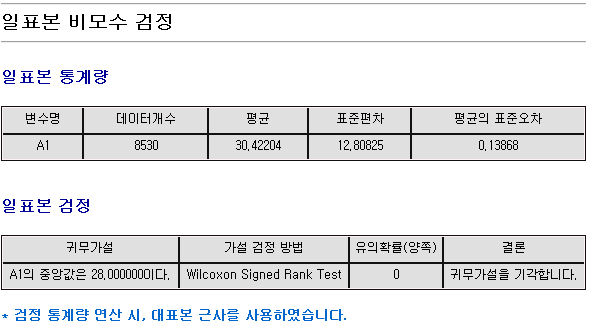 일표본 비모수 검정
일표본 통계량
변수명 데이터개수 평균 표준편차 평균의 표준오차
A1 8530 30,42204 12,80825 0,13868
일표본 검정
귀무가설 가설 검정 방법 유의확률(양쪽) 결론
A1의 중앙값은 28,0000000이다. Wilcoxon Signed Rank Test 0 귀무가설을 기각합니다.
* 검정 통계량 연산 시, 대표본 근사를 사용하였습니다.